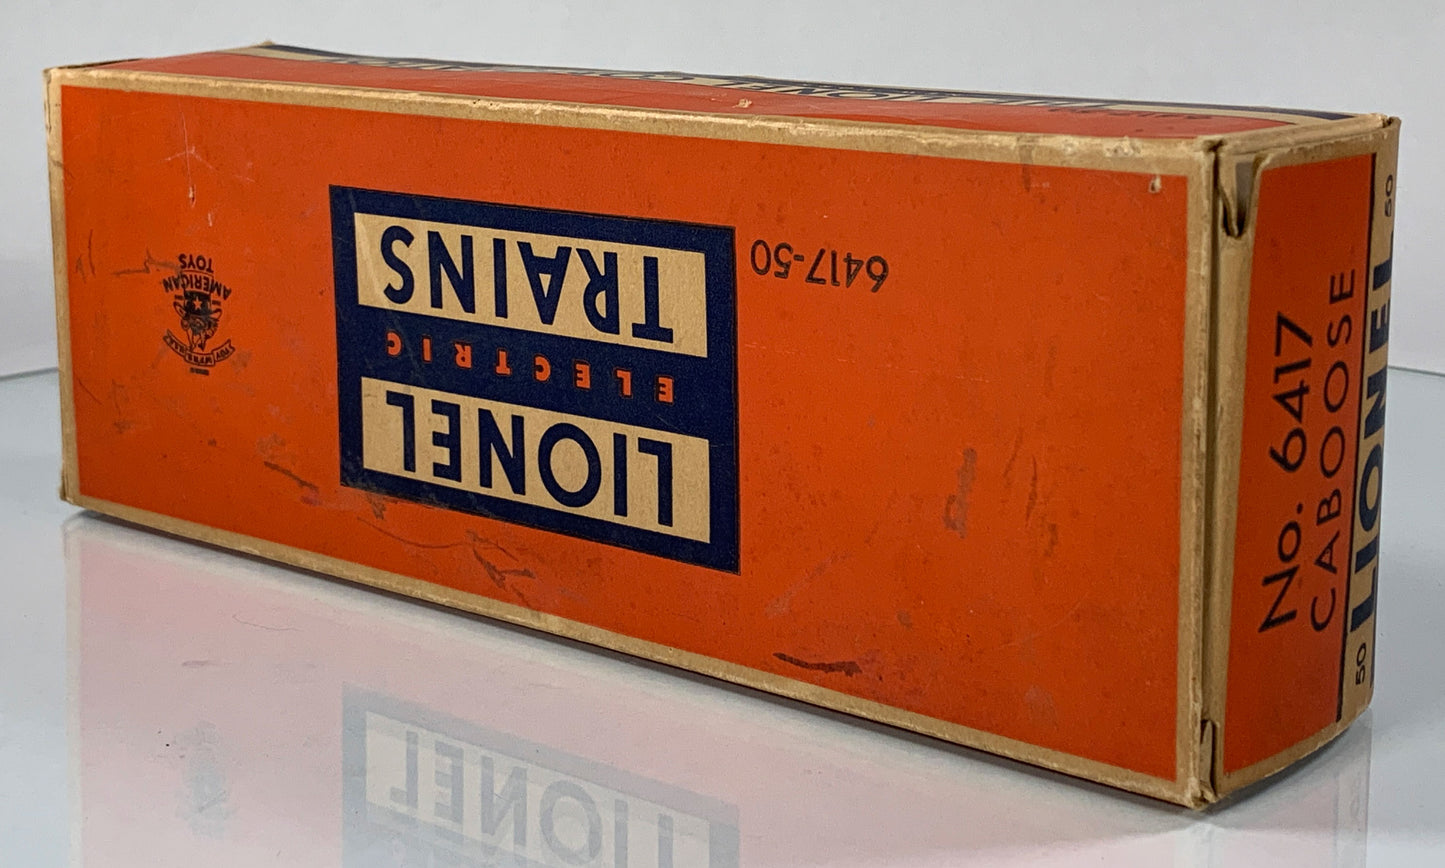 LIONEL
ELECTRIC
TRAINS
6417-50
AMERICAN
TOYS
No. 6417
CABOOSE
50 LIONEL 50